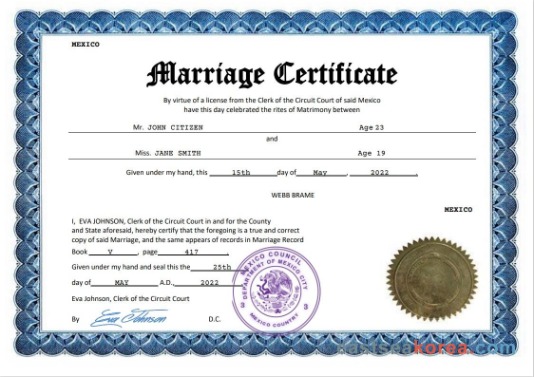 MEXICO
Marriage Certificate
By virtue of a license from the Clerk of the Circuit Court of said Mexico
have this day celebrated the rites of Matrimony between
Mr. JOHN CITIZEN Age 23
and
Miss. JANE SMITH Age 19
Given under my hand, this 15th day of May, 2022.
WEBB BRAME
MEXICO
I, EVA JOHNSON, Clerk of the Circuit Court in and for the County
and State aforesaid, hereby certify that the foregoing is a true and correct
copy of said Marriage, and the same appears of records in Marriage Record
Book V, page 417.
Given under my hand and seal this the 25th
day of MAY A.D., 2022.
Eva Johnson, Clerk of the Circuit Court
By Eva Johnson D.C.
MEXICO COUNCIL
DEPARTMENT OF MEXICO CITY
MEXICO COUNTRY
korea.com